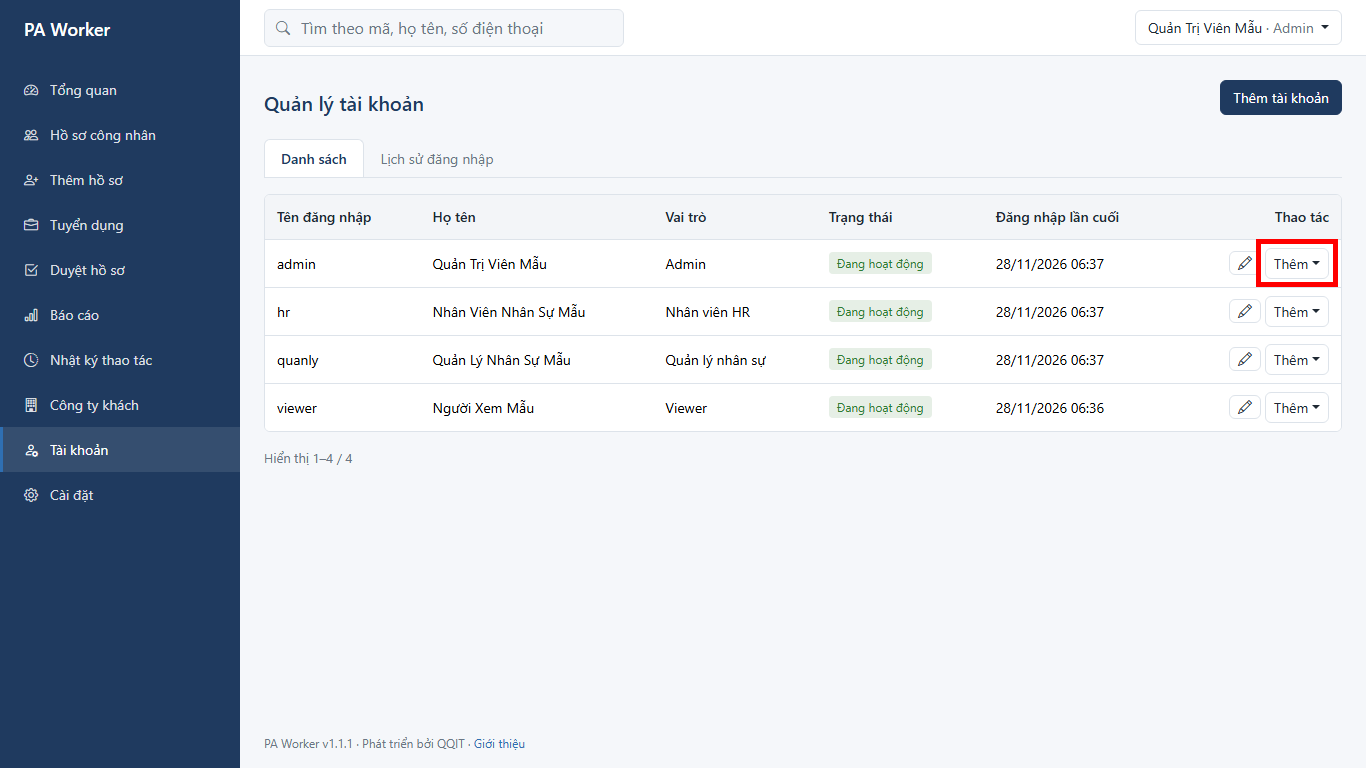 PA Worker
Tìm theo mã, họ tên, số điện thoại
Quản Trị Viên Mẫu · Admin
Tổng quan
Hồ sơ công nhân
Thêm hồ sơ
Tuyển dụng
Duyệt hồ sơ
Báo cáo
Nhật ký thao tác
Công ty khách
Tài khoản
Cài đặt
Quản lý tài khoản
Thêm tài khoản
Danh sách Lịch sử đăng nhập
Tên đăng nhập Họ tên Vai trò Trạng thái Đăng nhập lần cuối Thao tác
admin Quản Trị Viên Mẫu Admin Đang hoạt động 28/11/2026 06:37 Thêm
hr Nhân Viên Nhân Sự Mẫu Nhân viên HR Đang hoạt động 28/11/2026 06:37 Thêm
quanly Quản Lý Nhân Sự Mẫu Quản lý nhân sự Đang hoạt động 28/11/2026 06:37 Thêm
viewer Người Xem Mẫu Viewer Đang hoạt động 28/11/2026 06:36 Thêm
Hiển thị 1–4 / 4
PA Worker v1.1.1 · Phát triển bởi QQIT · Giới thiệu